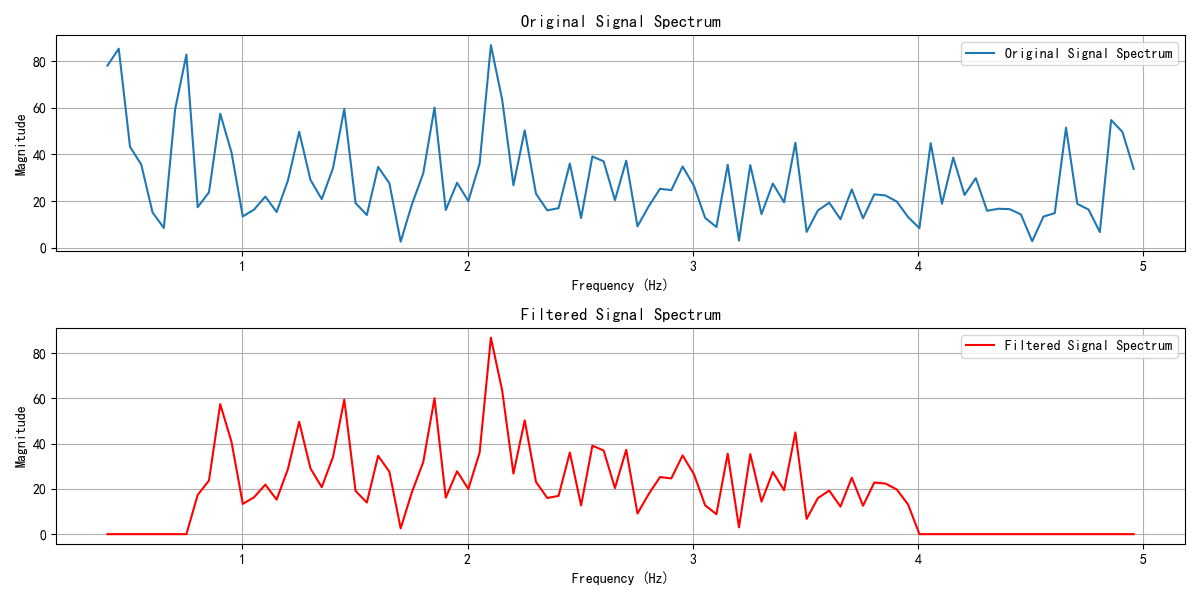 Original Signal Spectrum
Original Signal Spectrum
Magnitude
80
60
40
20
0
1 2 3 4 5
Frequency (Hz)
Filtered Signal Spectrum
Filtered Signal Spectrum
Magnitude
80
60
40
20
0
1 2 3 4 5
Frequency (Hz)